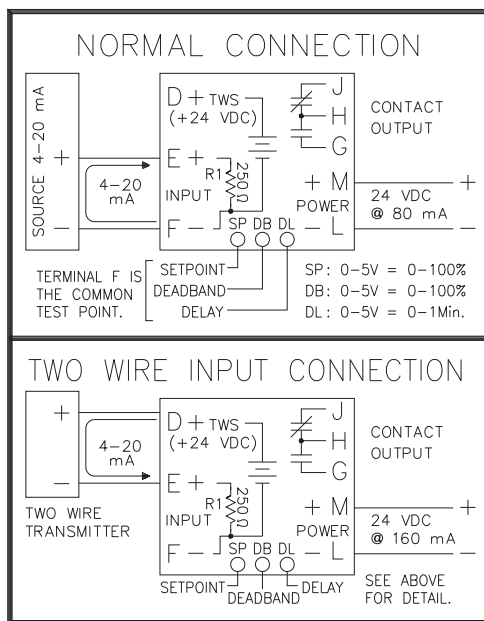 NORMAL CONNECTION
SOURCE 4-20 mA
+
-
4-20
mA
D + TWS
(+24 VDC)
E +
INPUT
R1
250Ω
F -
SP DB DL
J
H
G
+ M
POWER
- L
CONTACT
OUTPUT
24 VDC
@ 80 mA
+
-
TERMINAL F IS
THE COMMON
TEST POINT.
SETPOINT
DEADBAND
DELAY
SP: 0-5V = 0-100%
DB: 0-5V = 0-100%
DL: 0-5V = 0-1Min.
TWO WIRE INPUT CONNECTION
+
-
4-20
mA
TWO WIRE
TRANSMITTER
D + TWS
(+24 VDC)
E +
INPUT
R1
250Ω
F -
SP DB DL
J
H
G
+ M
POWER
- L
CONTACT
OUTPUT
24 VDC
@ 160 mA
+
-
SETPOINT
DEADBAND
DELAY
SEE ABOVE
FOR DETAIL.